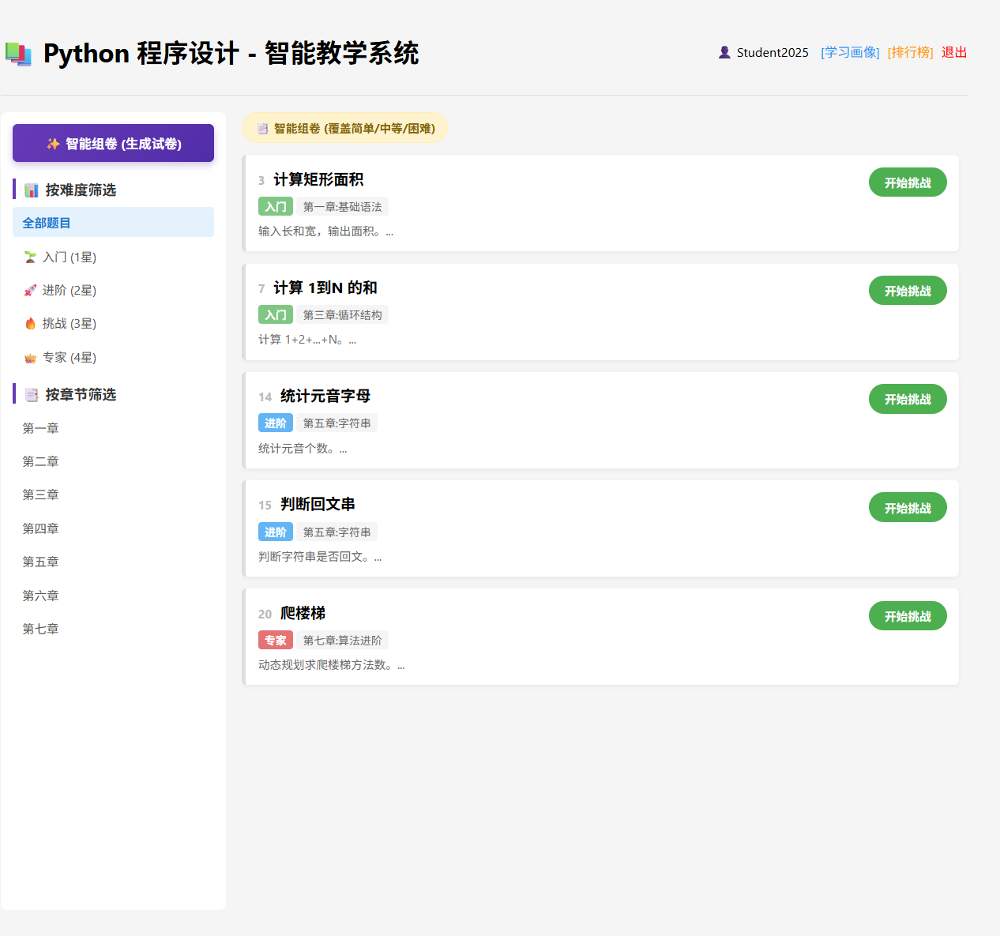 Python 程序设计 - 智能教学系统
Student2025 [学习画像] [排行榜] 退出
智能组卷 (生成试卷)
按难度筛选
全部题目
入门 (1星)
进阶 (2星)
挑战 (3星)
专家 (4星)
按章节筛选
第一章
第二章
第三章
第四章
第五章
第六章
第七章
智能组卷 (覆盖简单/中等/困难)
3 计算矩形面积
开始挑战
入门 第一章:基础语法
输入长和宽，输出面积。...
7 计算 1到N 的和
开始挑战
入门 第三章:循环结构
计算 1+2+...+N。...
14 统计元音字母
开始挑战
进阶 第五章:字符串
统计元音个数。...
15 判断回文串
开始挑战
进阶 第五章:字符串
判断字符串是否回文。...
20 爬楼梯
开始挑战
专家 第七章:算法进阶
动态规划求爬楼梯方法数。...